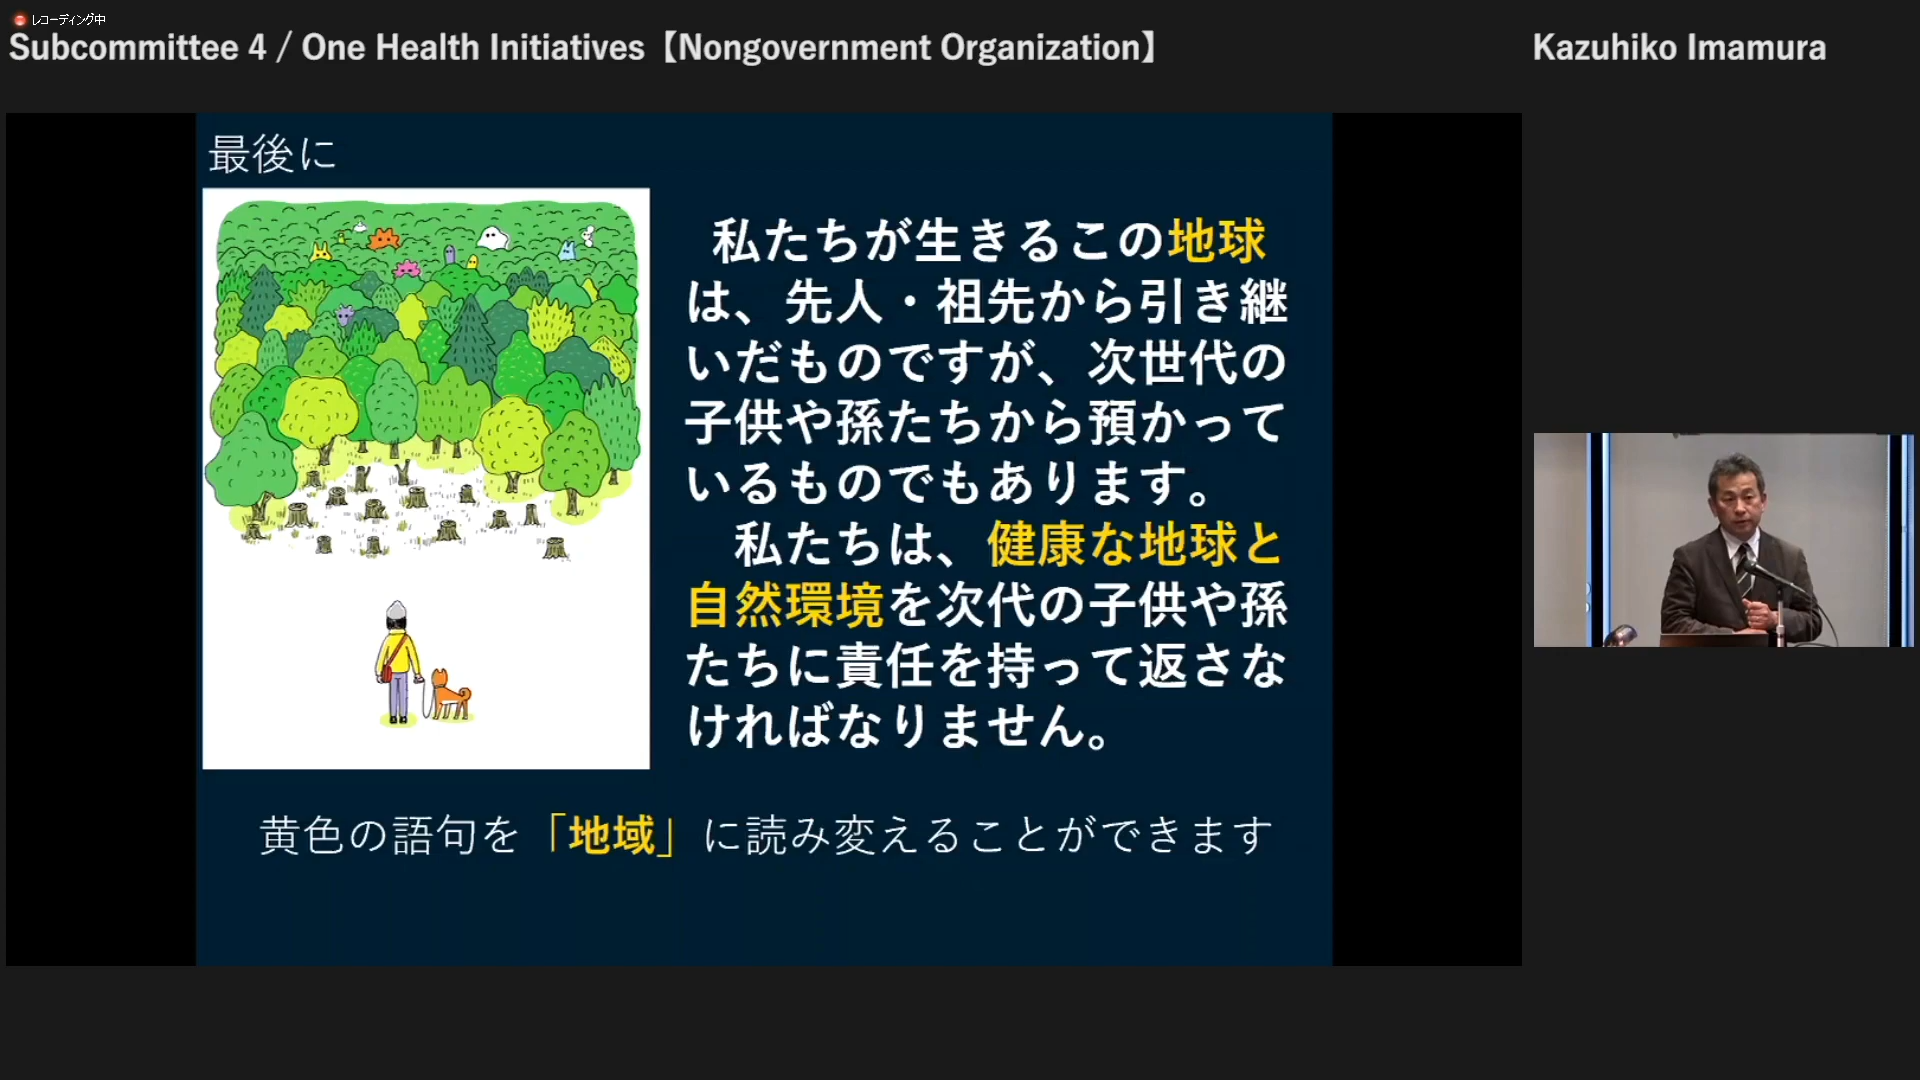 レコーディング中
Subcommittee 4 / One Health Initiatives【Nongovernment Organization】
Kazuhiko Imamura
最後に
私たちが生きるこの地球
は、先人・祖先から引き継
いだものですが、次世代の
子供や孫たちから預かって
いるものでもあります。
私たちは、健康な地球と
自然環境を次代の子供や孫
たちに責任を持って返さな
ければなりません。
黄色の語句を「地域」に読み変えることができます